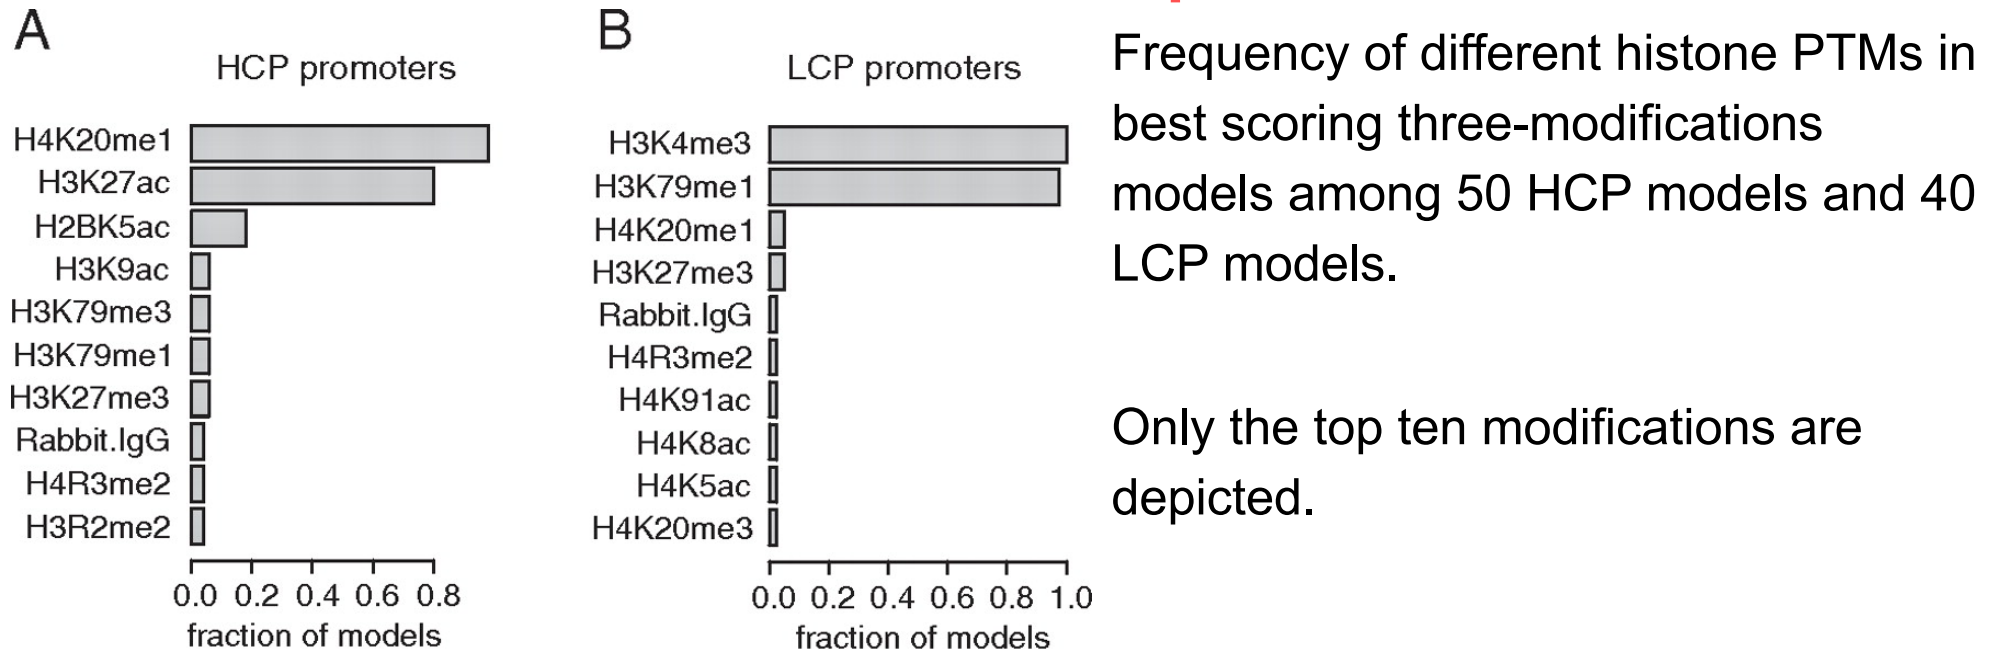 A
HCP promoters
H4K20me1
H3K27ac
H2BK5ac
H3K9ac
H3K79me3
H3K79me1
H3K27me3
Rabbit.IgG
H4R3me2
H3R2me2
0.0 0.2 0.4 0.6 0.8
fraction of models
B
LCP promoters
H3K4me3
H3K79me1
H4K20me1
H3K27me3
Rabbit.IgG
H4R3me2
H4K91ac
H4K8ac
H4K5ac
H4K20me3
0.0 0.2 0.4 0.6 0.8 1.0
fraction of models
Frequency of different histone PTMs in
best scoring three-modifications
models among 50 HCP models and 40
LCP models.
Only the top ten modifications are
depicted.